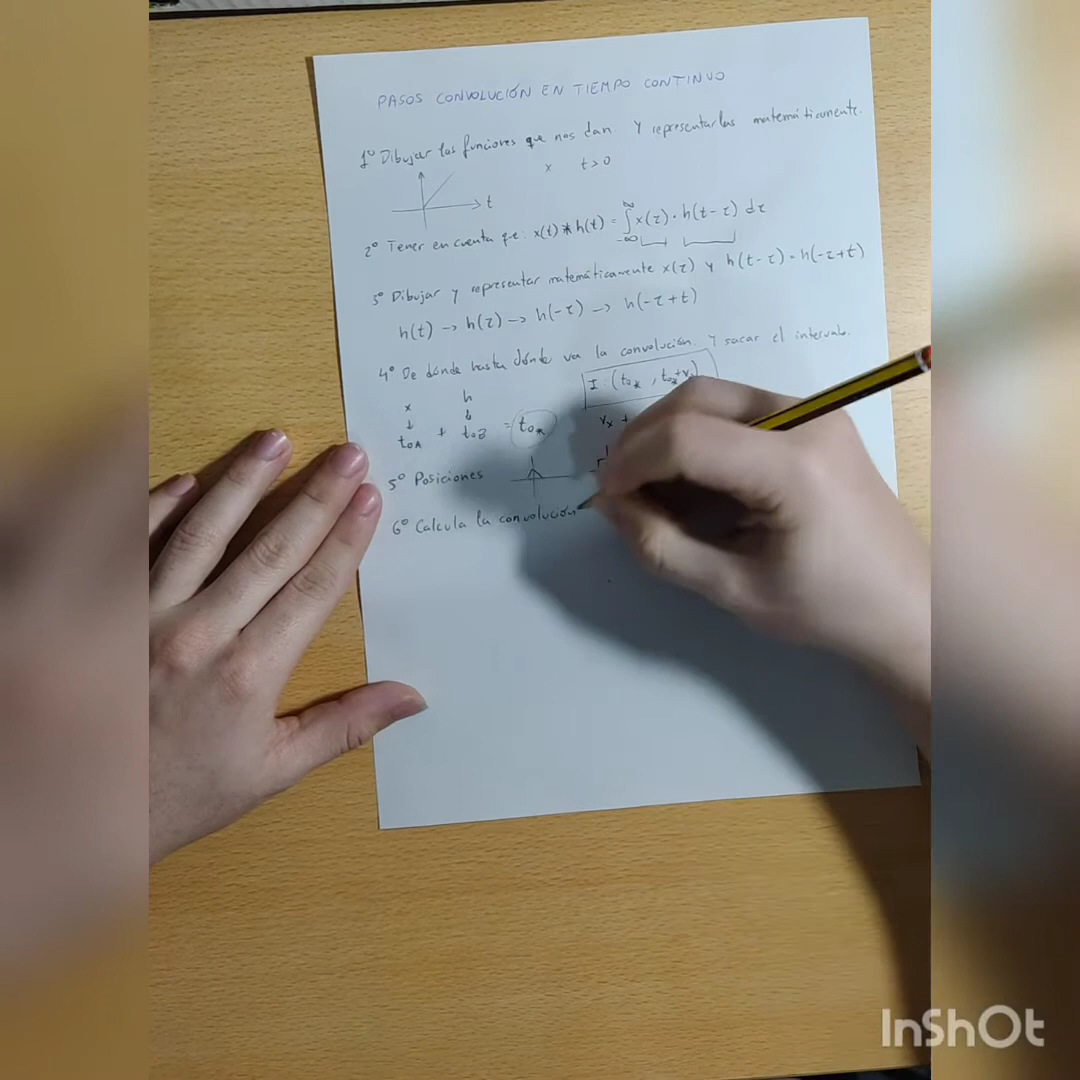 PASOS CONVOLUCIÓN EN TIEMPO CONTINUO
1º Dibujar las funciones que nos dan y representarlas matemáticamente.
x t>0
t
2º Tener en cuenta que: x(t) * h(t) = ∫_{-∞}^{∞} x(τ) · h(t-τ) dτ
3º Dibujar y representar matemáticamente x(τ) y h(t-τ) = h(-τ+t)
h(t) → h(τ) → h(-τ) → h(-τ+t)
4º De dónde hasta dónde va la convolución. Y sacar el intervalo.
x h I: (t₀*, t₀*+V
↓ ↓
t₀A + t₀B = t₀* Vx +
5º Posiciones
6º Calcula la convolución
InShOt